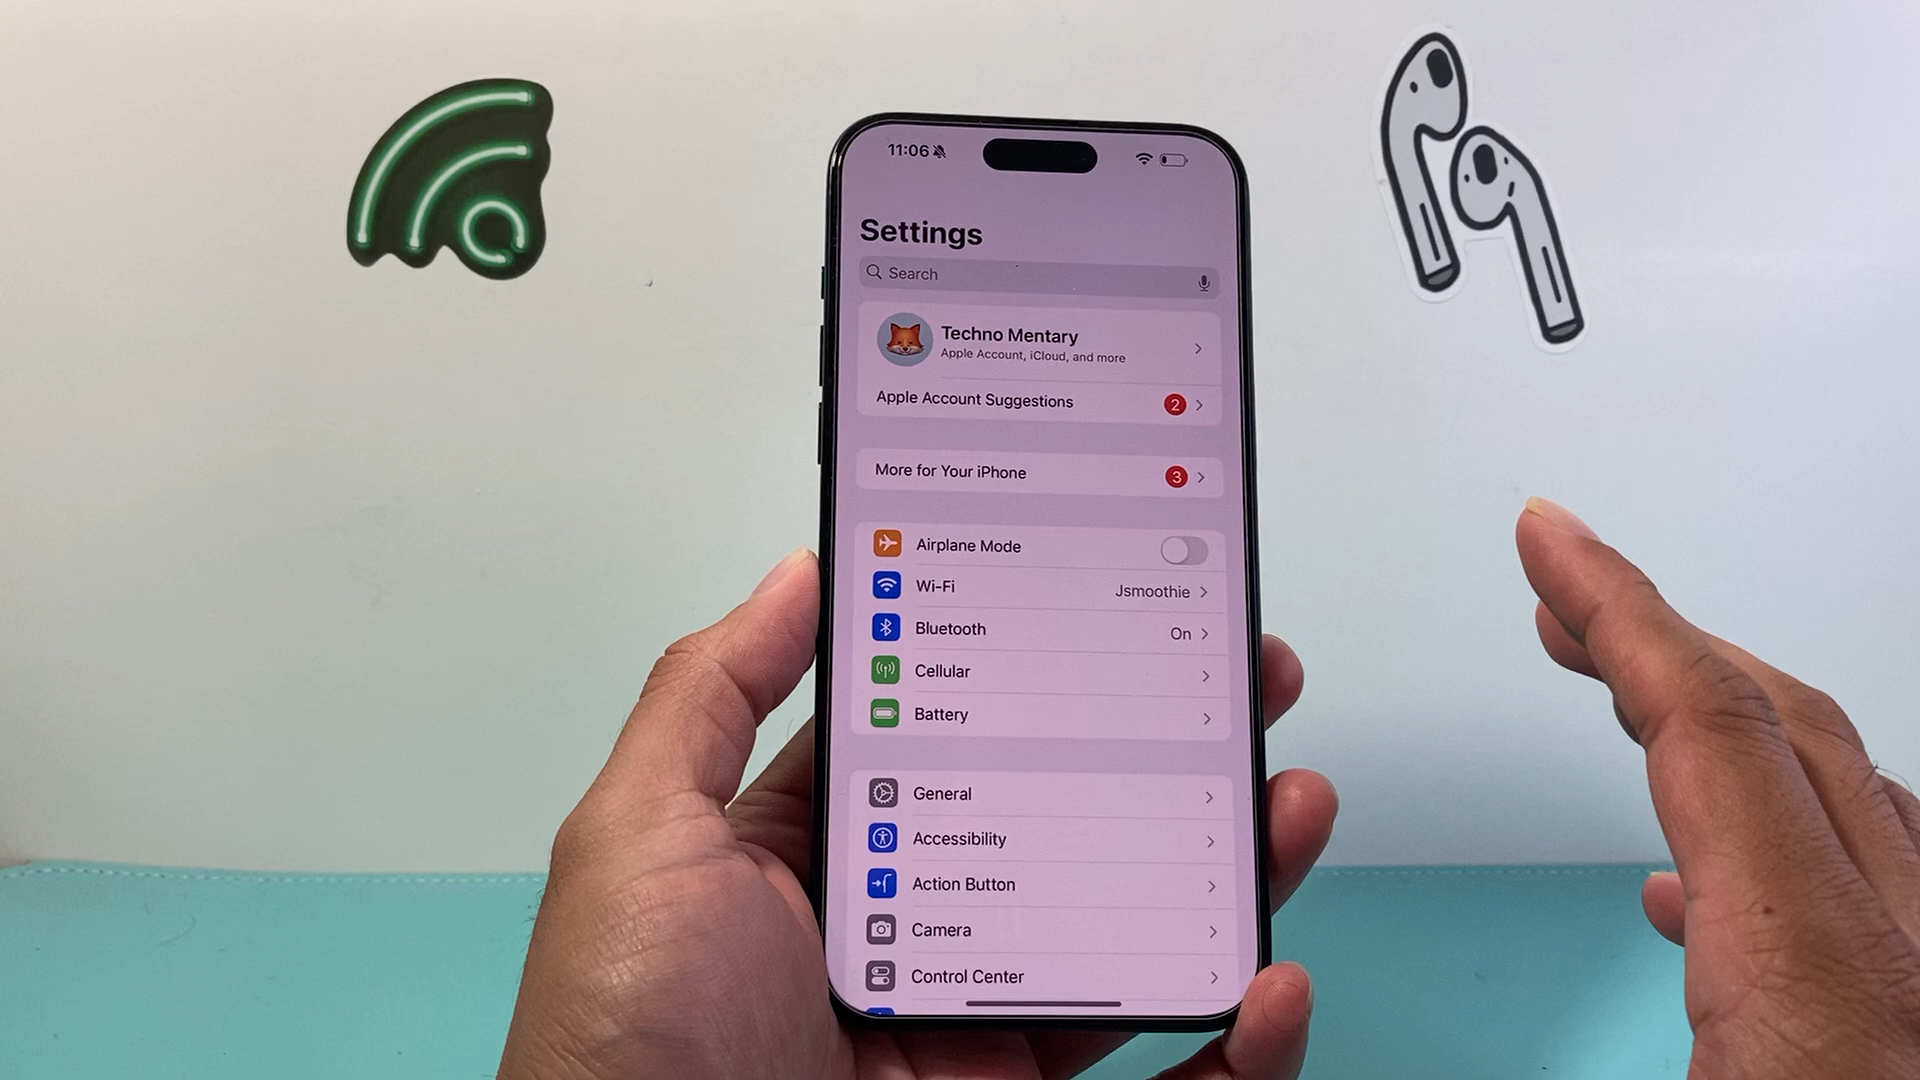 11:06
Settings
Search
Techno Mentary
Apple Account, iCloud, and more
Apple Account Suggestions 2
More for Your iPhone 3
Airplane Mode
Wi-Fi Jsmoothie
Bluetooth On
Cellular
Battery
General
Accessibility
Action Button
Camera
Control Center